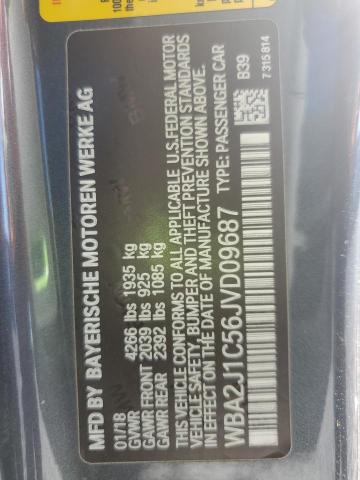 MFD BY BAYERISCHE MOTOREN WERKE AG
01/18
GVWR 4266 lbs 1935 kg
GAWR FRONT 2039 lbs 925 kg
GAWR REAR 2392 lbs 1085 kg
THIS VEHICLE CONFORMS TO ALL APPLICABLE U.S. FEDERAL MOTOR
VEHICLE SAFETY, BUMPER AND THEFT PREVENTION STANDARDS
IN EFFECT ON THE DATE OF MANUFACTURE SHOWN ABOVE.
WBA2J1C56JVD09687 TYPE: PASSENGER CAR
B39
7 315 814